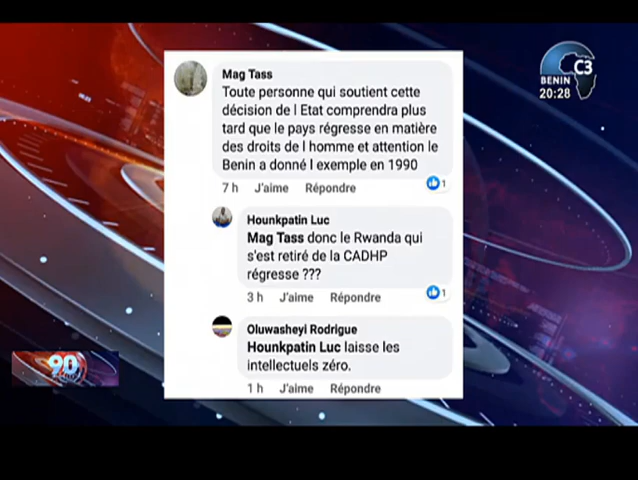 Mag Tass
Toute personne qui soutient cette
décision de l Etat comprendra plus
tard que le pays régresse en matière
des droits de l homme et attention le
Benin a donné l exemple en 1990
7 h J'aime Répondre 1
Hounkpatin Luc
Mag Tass donc le Rwanda qui
s'est retiré de la CADHP
régresse ???
3 h J'aime Répondre 1
Oluwasheyi Rodrigue
Hounkpatin Luc laisse les
intellectuels zéro.
1 h J'aime Répondre
C3
BENIN
20:28
90